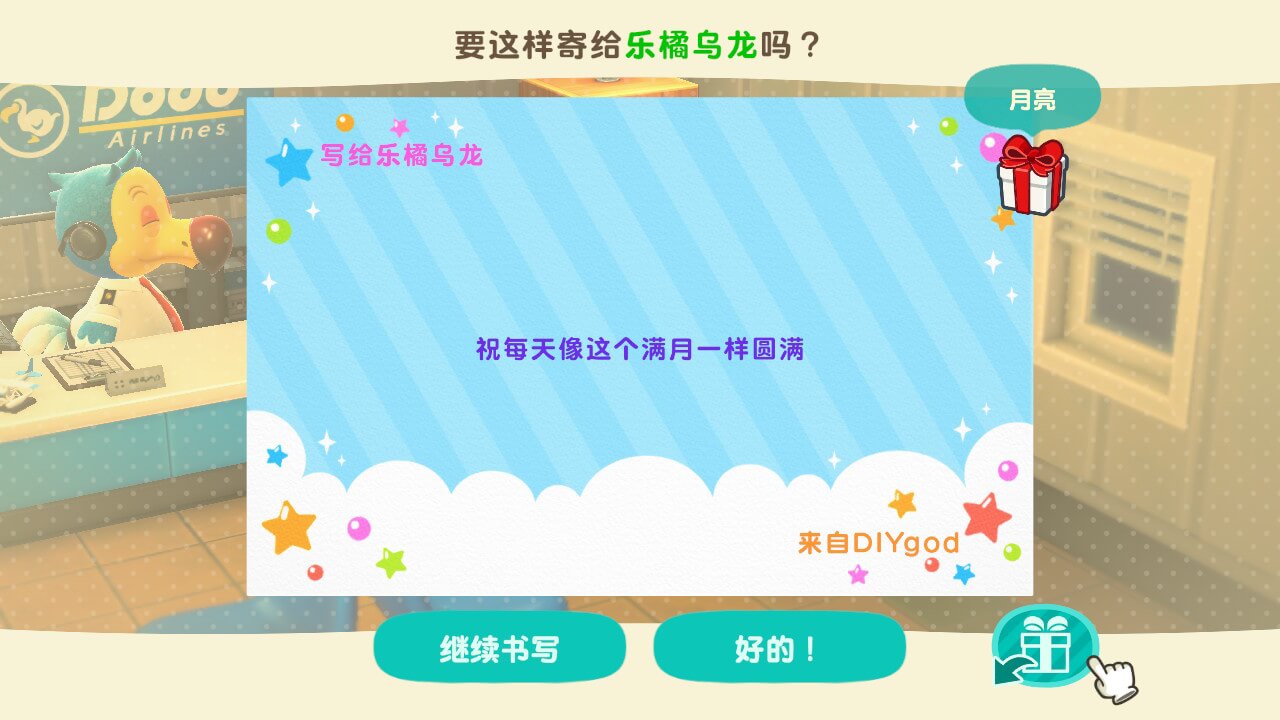 要这样寄给乐橘乌龙吗？
月亮
Dodo
Airlines
写给乐橘乌龙
祝每天像这个满月一样圆满
来自DIYgod
继续书写
好的！